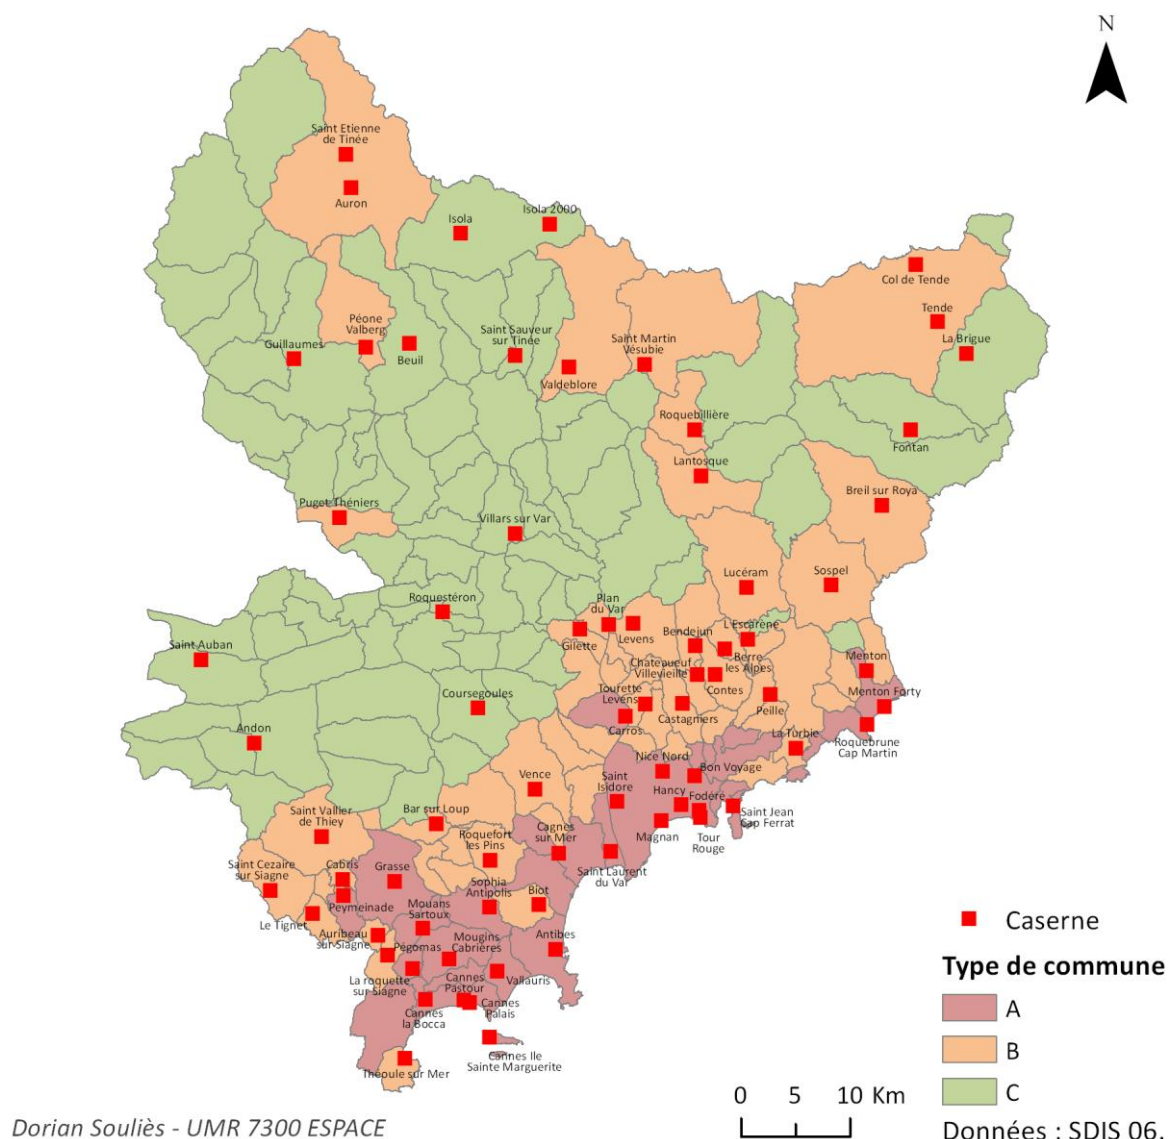 N
Saint Etienne
de Tinée
Auron
Isola
Isola 2000
Col de Tende
Tende
La Brigue
Péone
Valberg
Guillaumes
Beuil
Saint Sauveur
sur Tinée
Valdeblore
Saint Martin
Vésubie
Roquebillière
Fontan
Lantosque
Breil sur Roya
Puget Théniers
Villars sur Var
Lucéram
Sospel
Roquestéron
Plan
du Var
Levens
Gilette
Bendejun
L'Escarène
Berre
les Alpes
Saint Auban
Chateaueuf
Villevieille
Contes
Menton
Menton Forty
Coursegoules
Tourette
Levens
Carros
Castagniers
Peille
La Turbie
Roquebrune
Cap Martin
Andon
Nice Nord
Bon Voyage
Vence
Saint
Isidore
Hancy
Fodéré
Saint Jean
Cap Ferrat
Magnan
Tour
Rouge
Saint Vallier
de Thiey
Bar sur Loup
Roquefort
les Pins
Cagnes
sur Mer
Saint Laurent
du Var
Saint Cezaire
sur Siagne
Cabris
Grasse
Peymeinade
Le Tignet
Sophia
Antipolis
Biot
Mouans
Sartoux
Auribeau
sur Siagne
Pégomas
Mougins
Cabrières
Antibes
La roquette
sur Siagne
Vallauris
Cannes
Pastour
Cannes
Palais
Cannes
la Bocca
Cannes Ile
Sainte Marguerite
Théoule sur Mer
Caserne
Type de commune
A
B
C
0 5 10 Km
Données : SDIS 06.
Dorian Souliès - UMR 7300 ESPACE